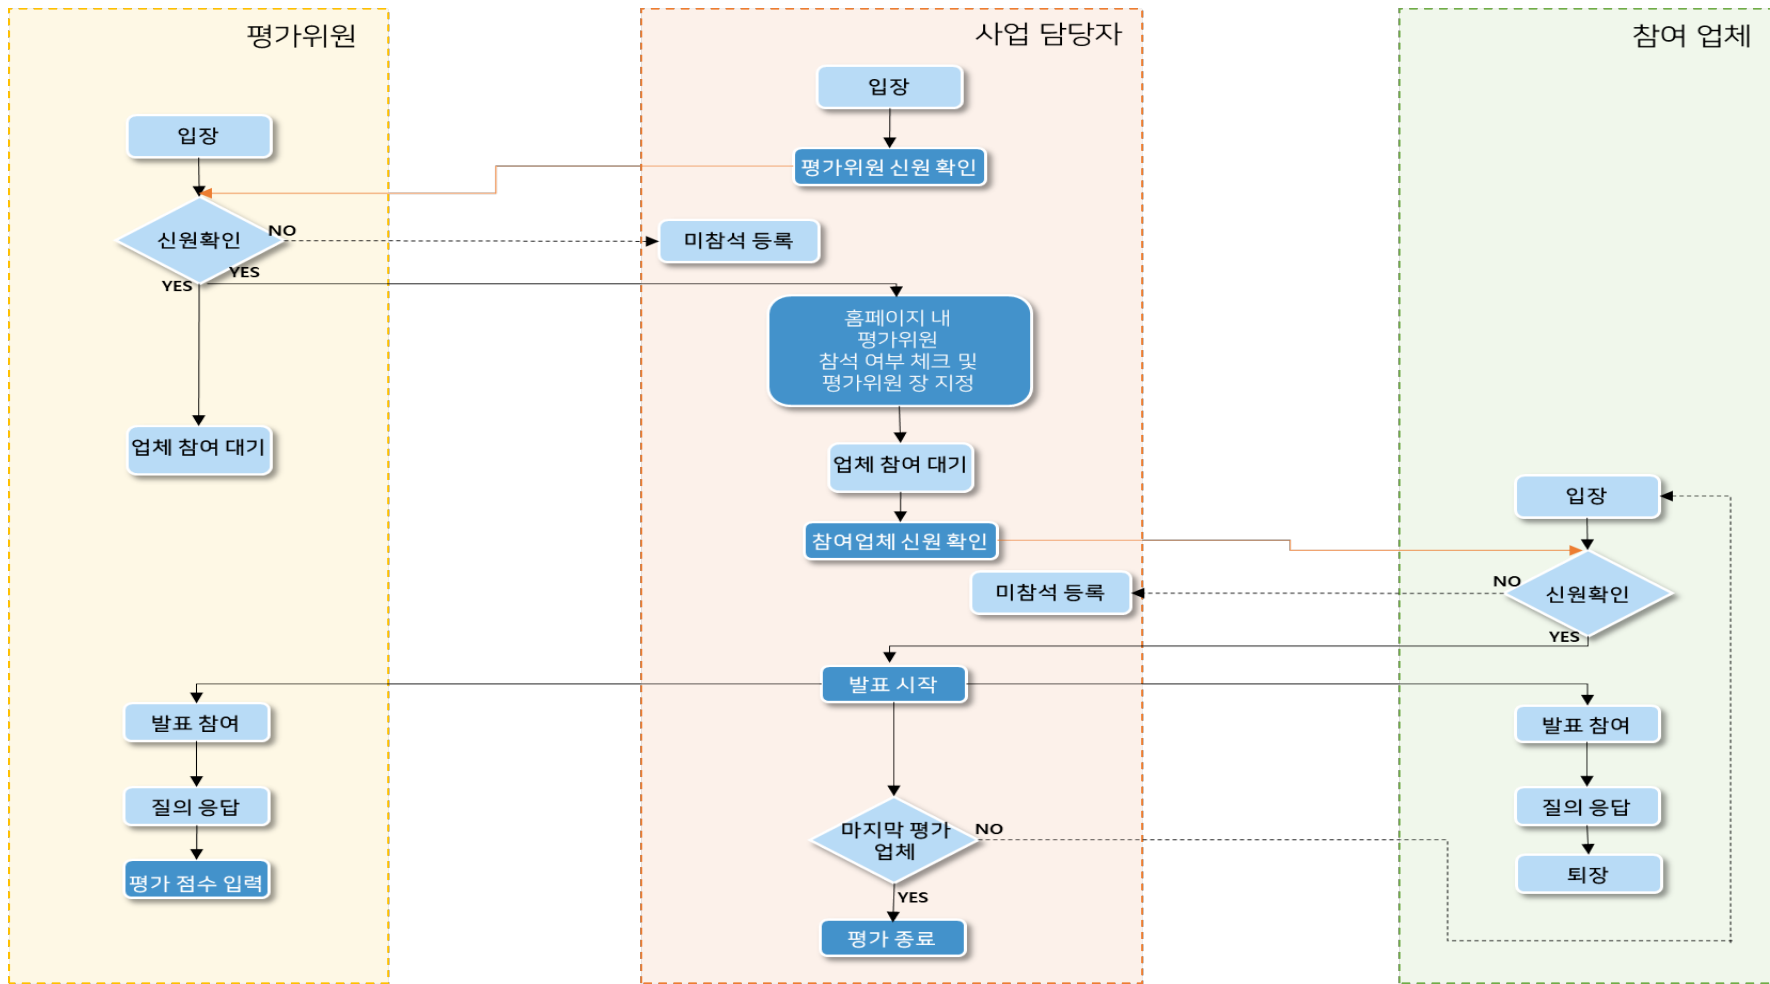 평가위원
입장
신원확인
NO
YES
YES
업체 참여 대기
발표 참여
질의 응답
평가 점수 입력
사업 담당자
입장
평가위원 신원 확인
미참석 등록
홈페이지 내
평가위원
참석 여부 체크 및
평가위원 장 지정
업체 참여 대기
참여업체 신원 확인
미참석 등록
발표 시작
마지막 평가
업체
NO
YES
평가 종료
참여 업체
입장
신원확인
NO
YES
발표 참여
질의 응답
퇴장